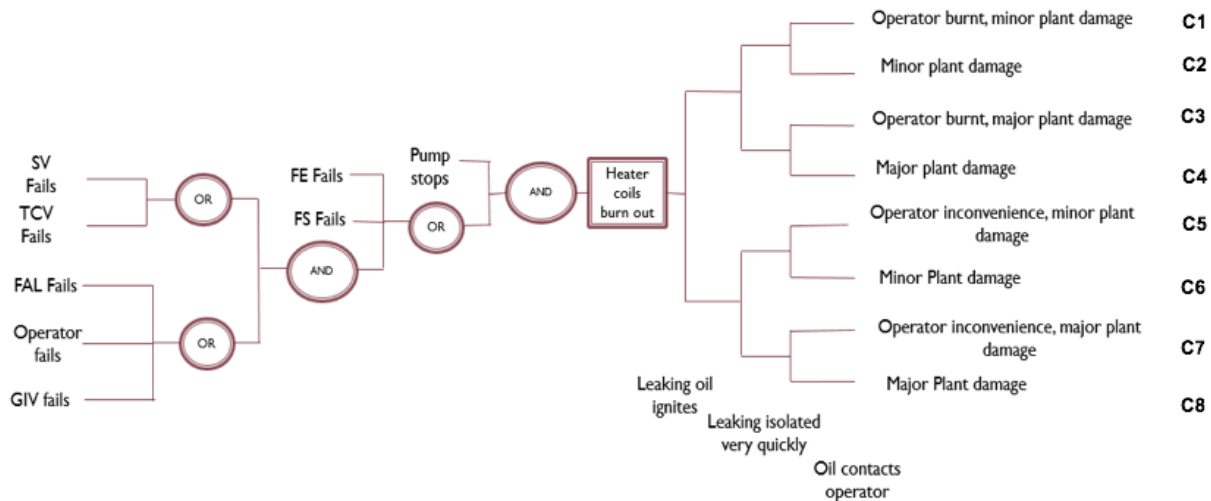 SV
Fails
TCV
Fails
OR
FAL Fails
Operator
fails
GIV fails
OR
AND
FE Fails
FS Fails
OR
Pump
stops
AND
Heater
coils
burn out
Operator burnt, minor plant damage
C1
Minor plant damage
C2
Operator burnt, major plant damage
C3
Major plant damage
C4
Operator inconvenience, minor plant
damage
C5
Minor Plant damage
C6
Operator inconvenience, major plant
damage
C7
Major Plant damage
C8
Leaking oil
ignites
Leaking isolated
very quickly
Oil contacts
operator